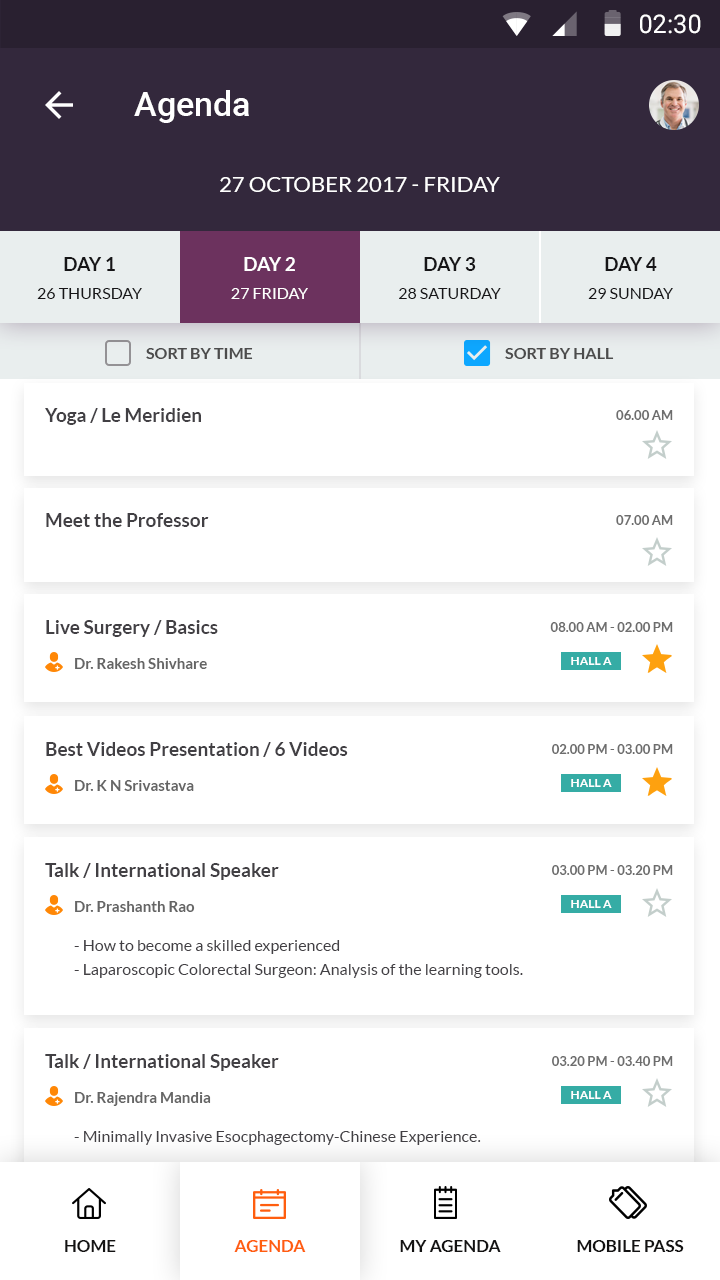 02:30
Agenda
27 OCTOBER 2017 - FRIDAY
DAY 1
26 THURSDAY
DAY 2
27 FRIDAY
DAY 3
28 SATURDAY
DAY 4
29 SUNDAY
SORT BY TIME
SORT BY HALL
Yoga / Le Meridien
06.00 AM
Meet the Professor
07.00 AM
Live Surgery / Basics
08.00 AM - 02.00 PM
Dr. Rakesh Shivhare
HALL A
Best Videos Presentation / 6 Videos
02.00 PM - 03.00 PM
Dr. K N Srivastava
HALL A
Talk / International Speaker
03.00 PM - 03.20 PM
Dr. Prashanth Rao
HALL A
- How to become a skilled experienced
- Laparoscopic Colorectal Surgeon: Analysis of the learning tools.
Talk / International Speaker
03.20 PM - 03.40 PM
Dr. Rajendra Mandia
HALL A
- Minimally Invasive Esocphagectomy-Chinese Experience.
HOME
AGENDA
MY AGENDA
MOBILE PASS